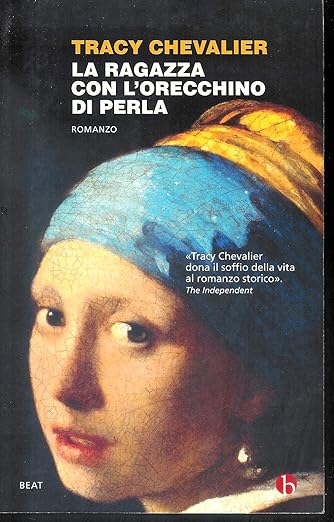 TRACY CHEVALIER
LA RAGAZZA
CON L'ORECCHINO
DI PERLA
ROMANZO
«Tracy Chevalier
dona il soffio della vita
al romanzo storico».
The Independent
BEAT
b